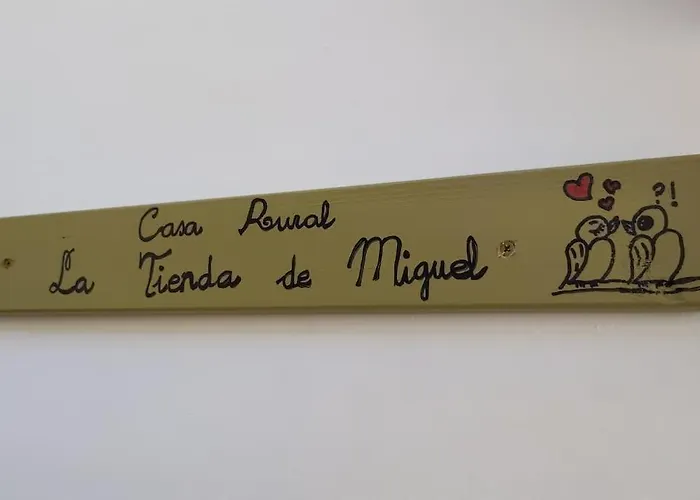 Casa Rural
La Tienda de Miguel
?!